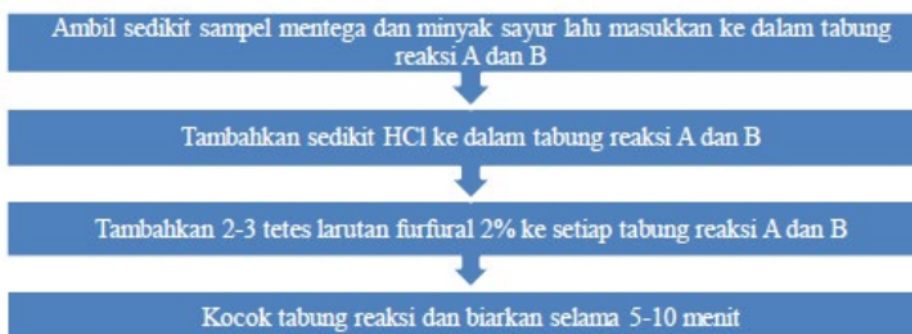 Ambil sedikit sampel mentega dan minyak sayur lalu masukkan ke dalam tabung
reaksi A dan B
Tambahkan sedikit HCl ke dalam tabung reaksi A dan B
Tambahkan 2-3 tetes larutan furfural 2% ke setiap tabung reaksi A dan B
Kocok tabung reaksi dan biarkan selama 5-10 menit